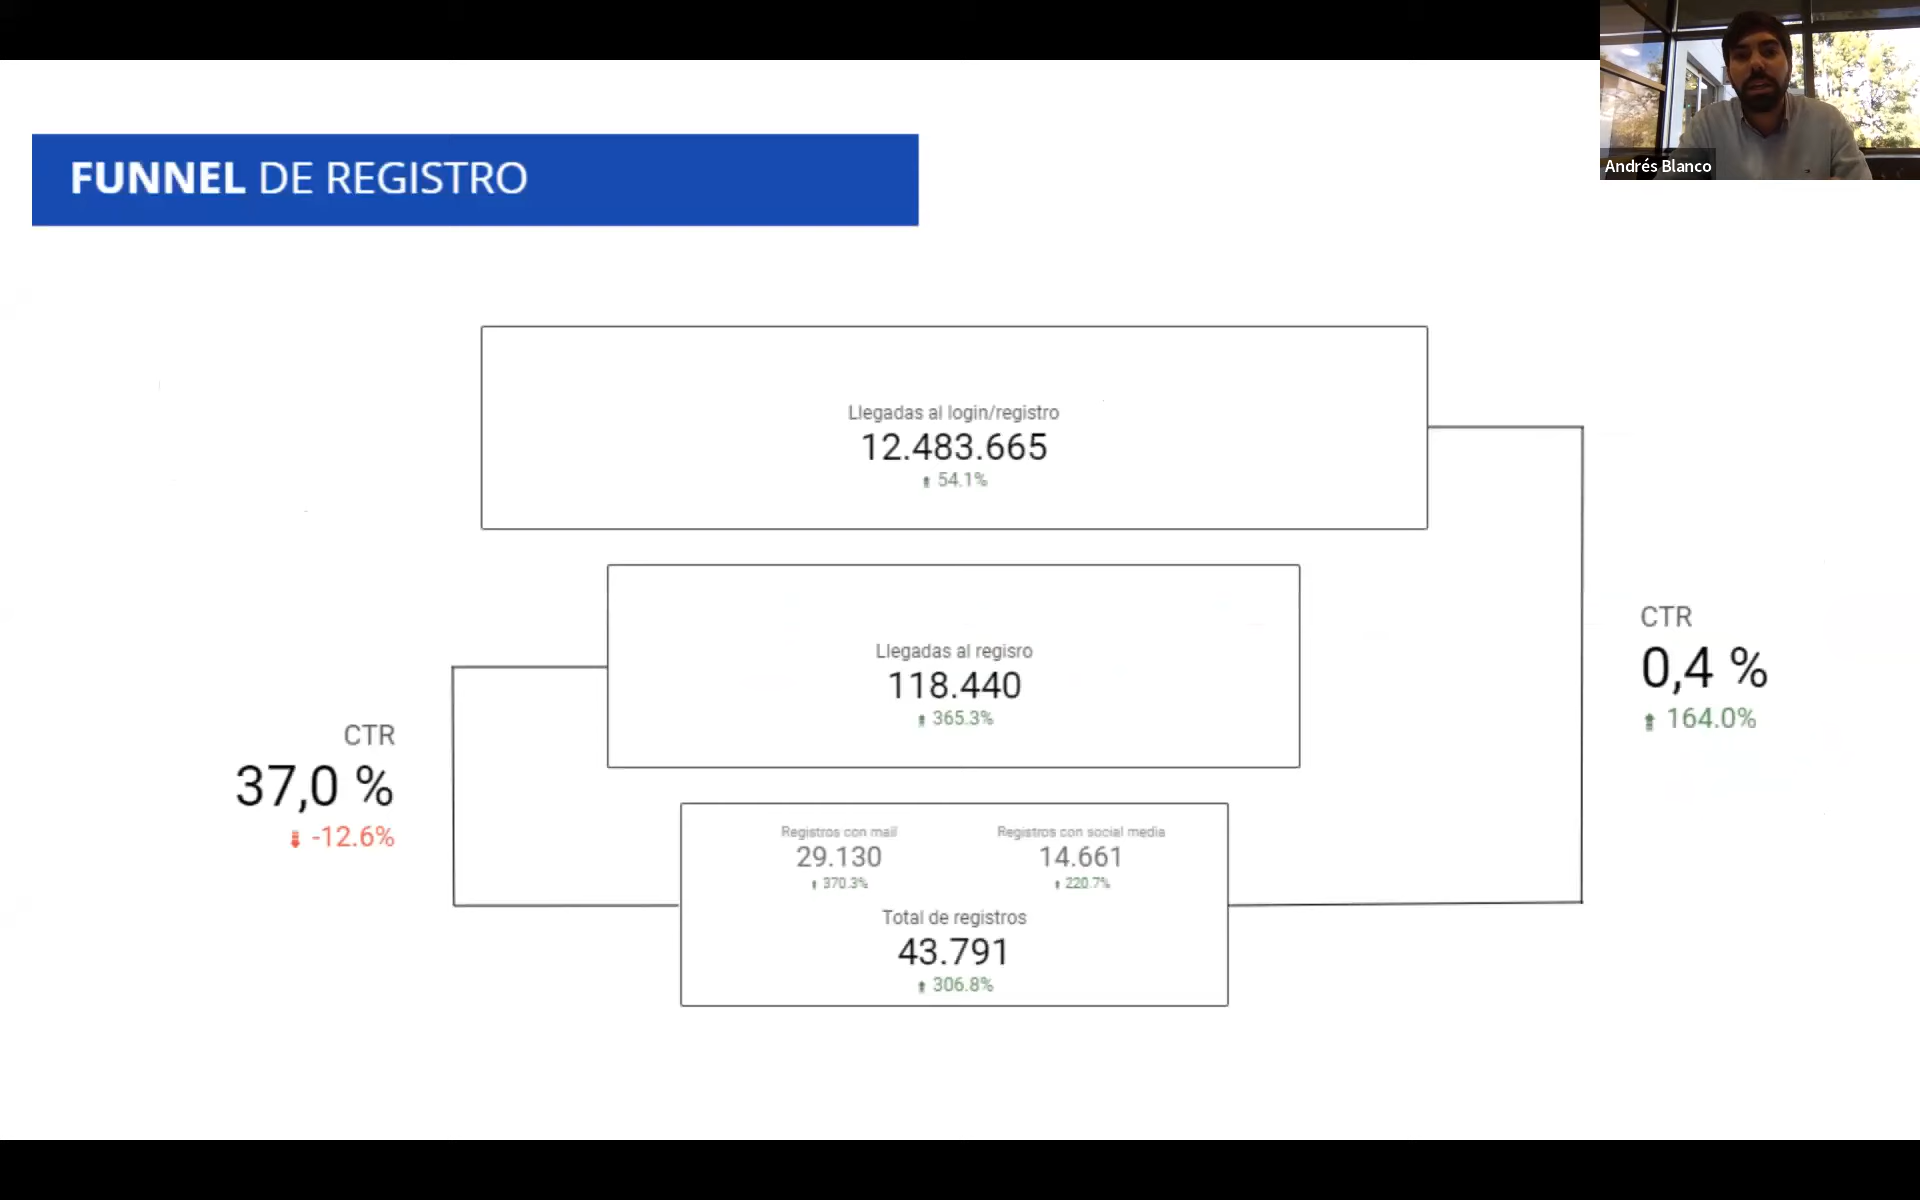 Andrés Blanco
FUNNEL DE REGISTRO
Llegadas al login/registro
12.483.665
54.1%
Llegadas al regisro
118.440
365.3%
CTR
0,4 %
164.0%
CTR
37,0 %
-12.6%
Registros con mail
29.130
370.3%
Registros con social media
14.661
220.7%
Total de registros
43.791
306.8%